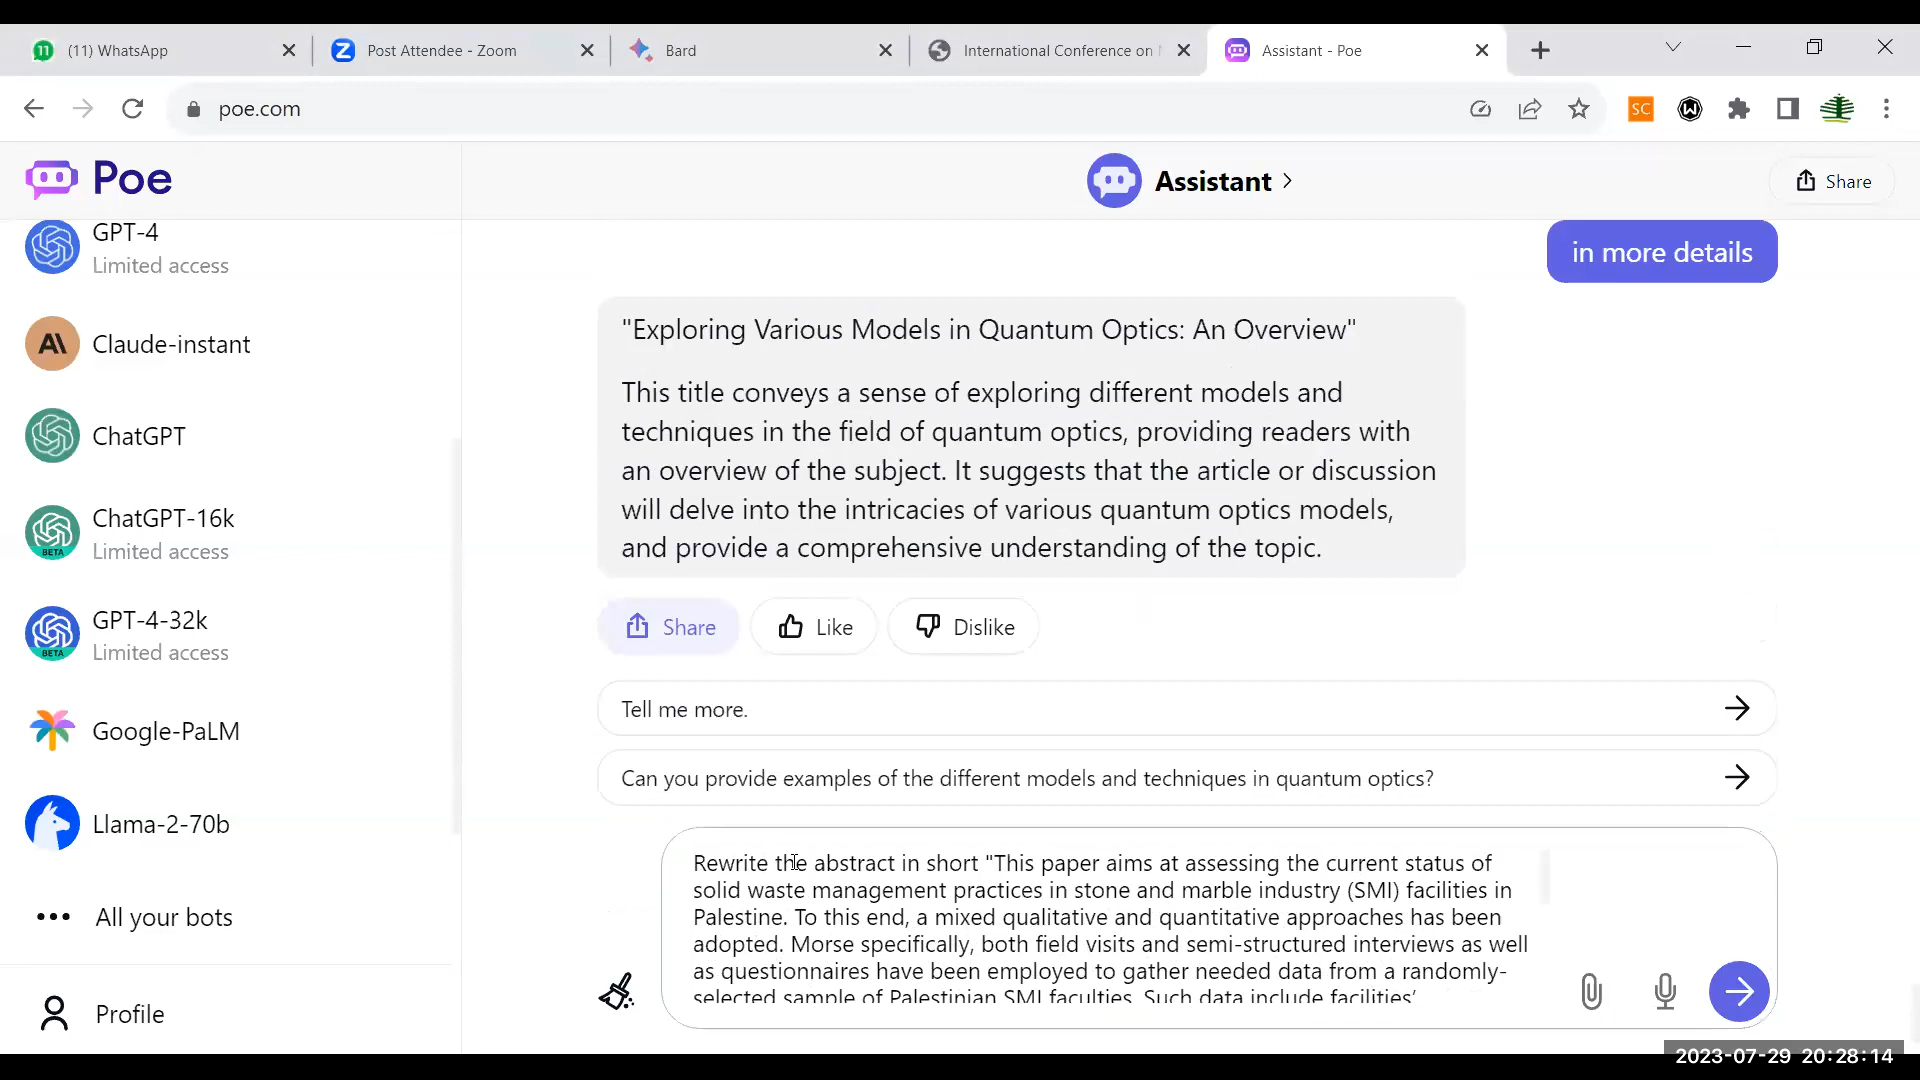 11 (11) WhatsApp
Post Attendee - Zoom
Bard
International Conference on
Assistant - Poe
poe.com
SC
Poe
Assistant
Share
GPT-4
Limited access
in more details
Claude-instant
ChatGPT
ChatGPT-16k
BETA
Limited access
GPT-4-32k
BETA
Limited access
Google-PaLM
Llama-2-70b
All your bots
Profile
"Exploring Various Models in Quantum Optics: An Overview"
This title conveys a sense of exploring different models and
techniques in the field of quantum optics, providing readers with
an overview of the subject. It suggests that the article or discussion
will delve into the intricacies of various quantum optics models,
and provide a comprehensive understanding of the topic.
Share
Like
Dislike
Tell me more.
Can you provide examples of the different models and techniques in quantum optics?
Rewrite the abstract in short "This paper aims at assessing the current status of
solid waste management practices in stone and marble industry (SMI) facilities in
Palestine. To this end, a mixed qualitative and quantitative approaches has been
adopted. Morse specifically, both field visits and semi-structured interviews as well
as questionnaires have been employed to gather needed data from a randomly-
selected sample of Palestinian SMI faculties. Such data include facilities’
2023-07-29 20:28:14